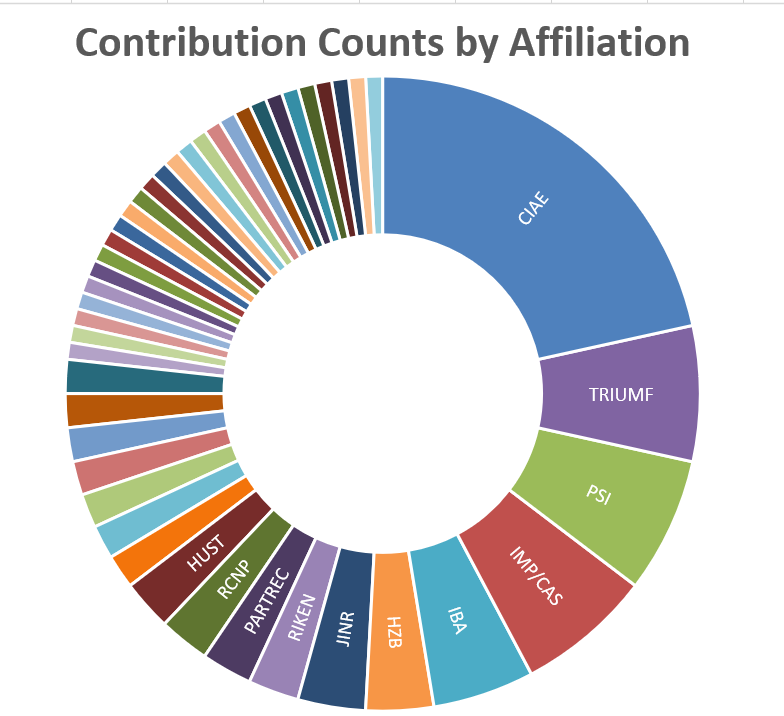 Contribution Counts by Affiliation
CIAE
TRIUMF
PSI
IMP/CAS
IBA
HZB
JINR
RIKEN
PARTREC
RCNP
HUST